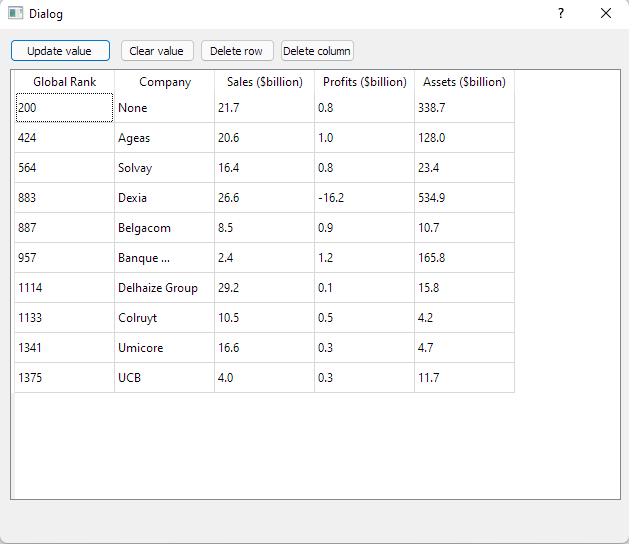 Dialog ?
Update value Clear value Delete row Delete column
Global Rank Company Sales ($billion) Profits ($billion) Assets ($billion)
200 None 21.7 0.8 338.7
424 Ageas 20.6 1.0 128.0
564 Solvay 16.4 0.8 23.4
883 Dexia 26.6 -16.2 534.9
887 Belgacom 8.5 0.9 10.7
957 Banque ... 2.4 1.2 165.8
1114 Delhaize Group 29.2 0.1 15.8
1133 Colruyt 10.5 0.5 4.2
1341 Umicore 16.6 0.3 4.7
1375 UCB 4.0 0.3 11.7